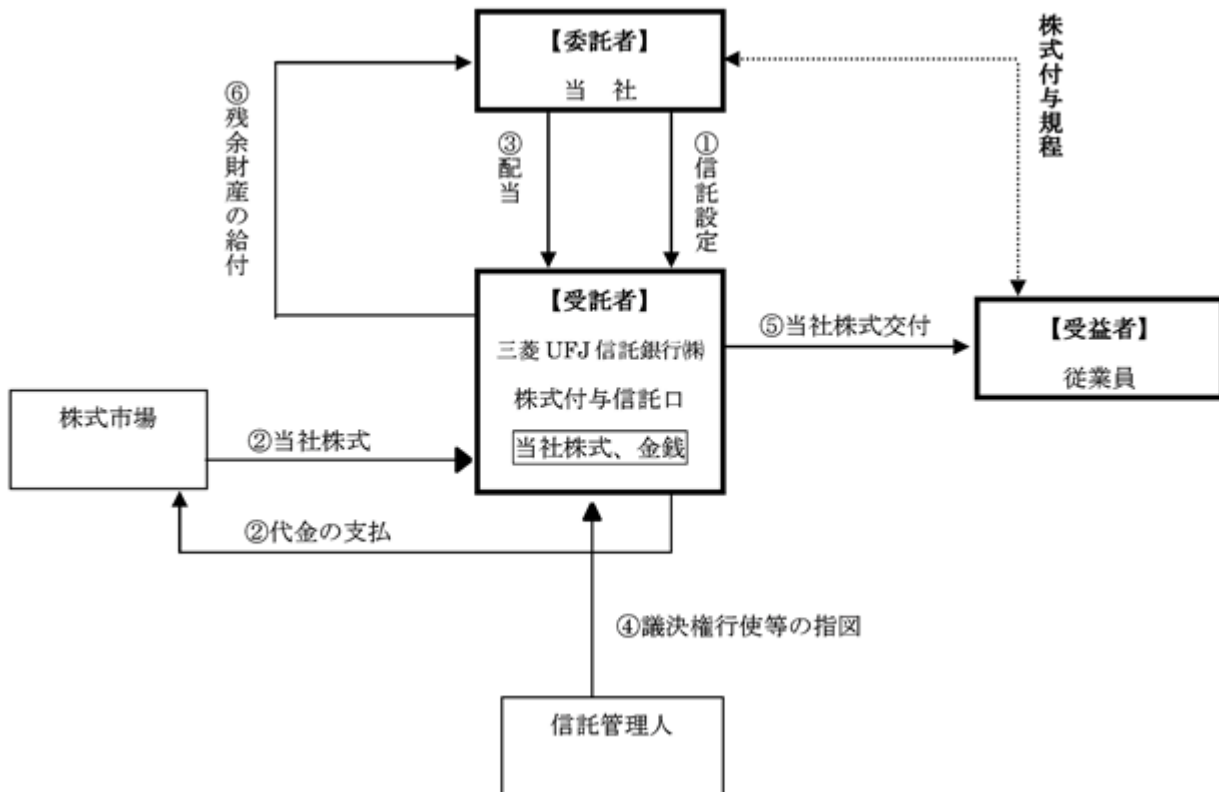 【委託者】
当 社
株式付与規程
⑥残余財産の給付
③配当
①信託設定
【受託者】
三菱 UFJ 信託銀行㈱
株式付与信託口
当社株式、金銭
⑤当社株式交付
【受益者】
従業員
株式市場
②当社株式
②代金の支払
④議決権行使等の指図
信託管理人